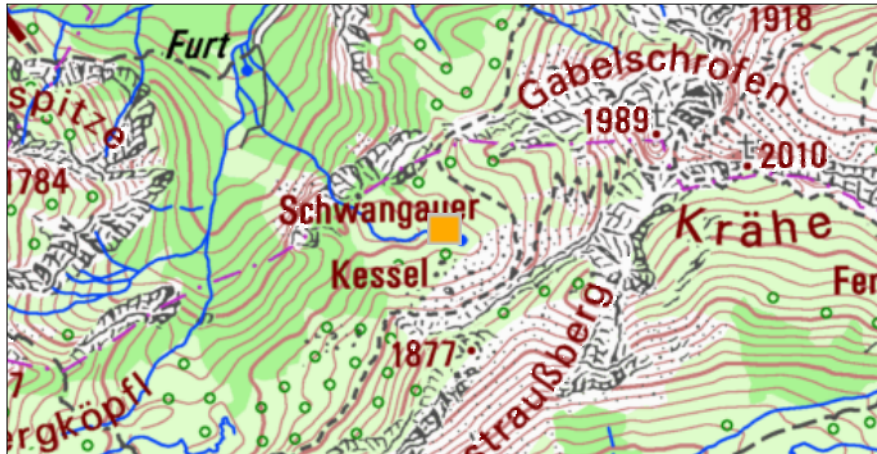 1918
Furt
Gabelschrofen
spitze
1989
2010
1784
Schwangauer
Krähe
Kessel
Fer
1877
straußberg
7
ergköpfl